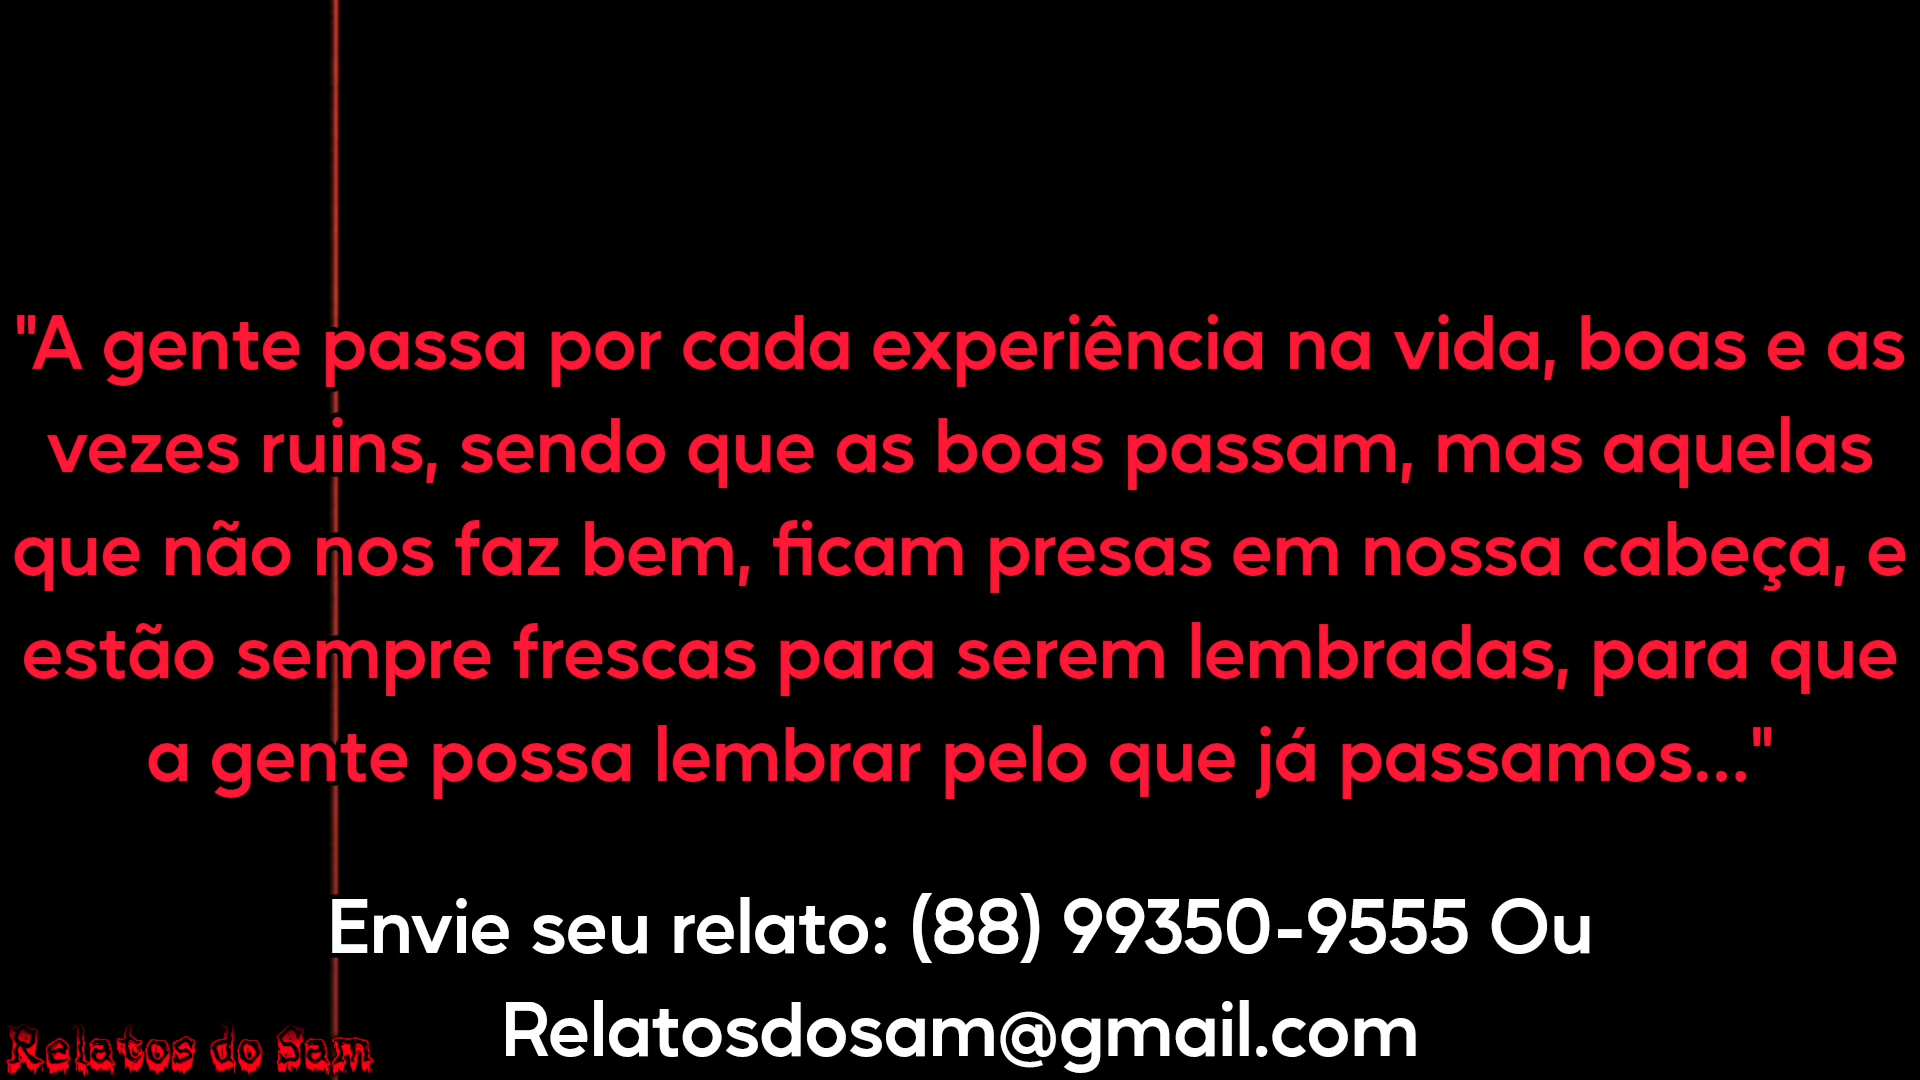 "A gente passa por cada experiência na vida, boas e as
vezes ruins, sendo que as boas passam, mas aquelas
que não nos faz bem, ficam presas em nossa cabeça, e
estão sempre frescas para serem lembradas, para que
a gente possa lembrar pelo que já passamos..."
Envie seu relato: (88) 99350-9555 Ou
Relatosdosam@gmail.com
Relatos do Sam